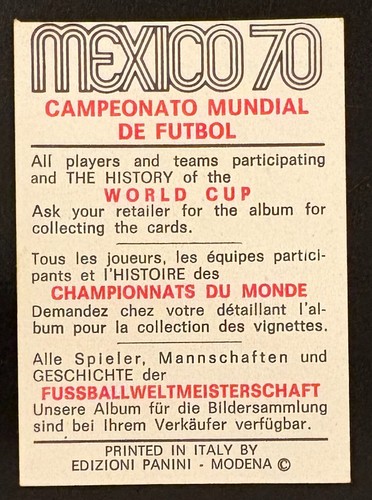 MEXICO 70
CAMPEONATO MUNDIAL
DE FUTBOL
All players and teams participating
and THE HISTORY of the
WORLD CUP
Ask your retailer for the album for
collecting the cards.
Tous les joueurs, les équipes partici-
pants et l'HISTOIRE des
CHAMPIONNATS DU MONDE
Demandez chez votre détaillant l'al-
bum pour la collection des vignettes.
Alle Spieler, Mannschaften und
GESCHICHTE der
FUSSBALLWELTMEISTERSCHAFT
Unsere Album für die Bildersammlung
sind bei Ihrem Verkäufer verfügbar.
PRINTED IN ITALY BY
EDIZIONI PANINI - MODENA ©